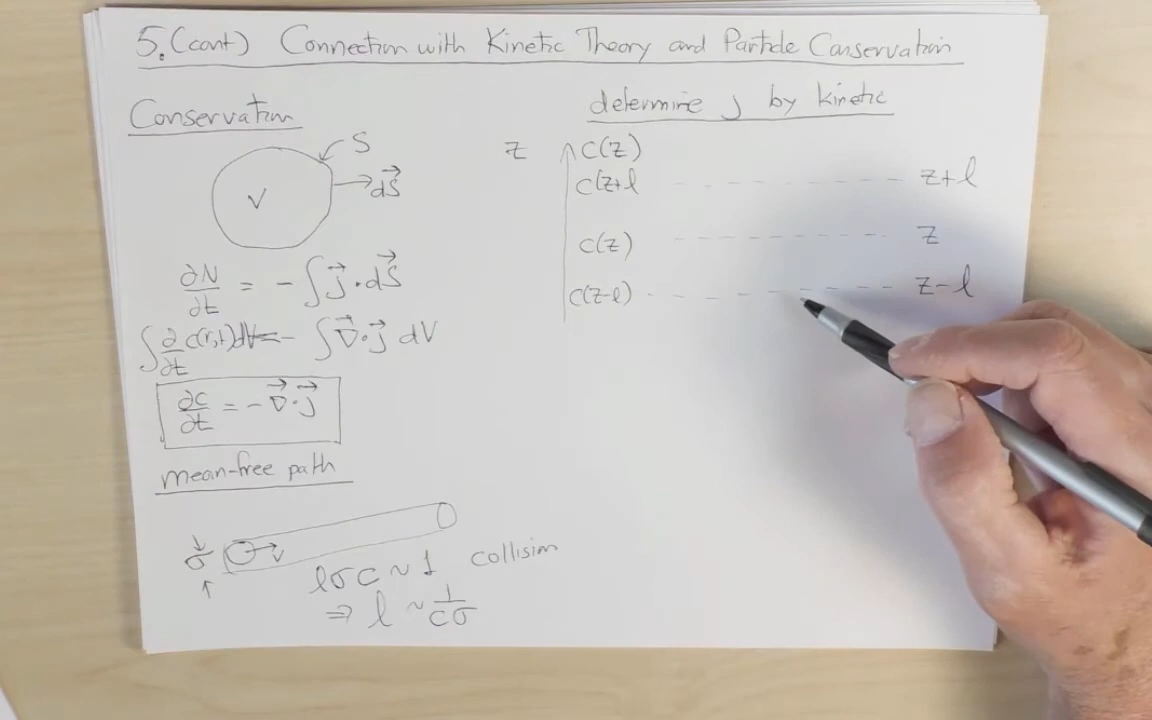 5.(cont) Connection with Kinetic Theory and Particle Conservation
Conservation
S
V
dS⃗
∂N/∂t = - ∫ j⃗ · dS⃗
∫ ∂/∂t c(r,t)dV = - ∫ ∇⃗ · j⃗ dV
∂c/∂t = - ∇⃗ · j⃗
mean-free path
σ
v
lσc ~ 1 collision
⇒ l ~ 1/cσ
determine j by kinetic
z c(z)
c(z+l z+l
c(z) z
c(z-l) z-l